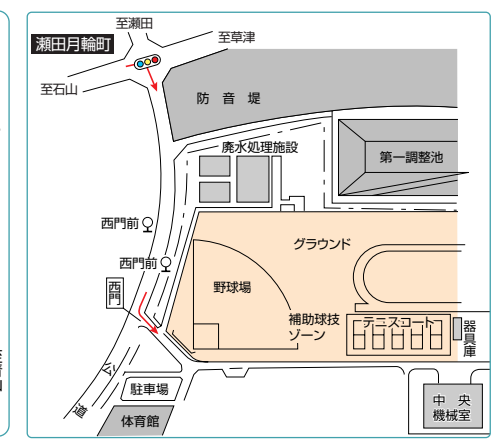 至瀬田
瀬田月輪町
至草津
至石山
防音堤
廃水処理施設
第一調整池
西門前
グラウンド
西門前
野球場
西門
補助球技
ゾーン
テニスコート
器具庫
公道
駐車場
体育館
中央
機械室